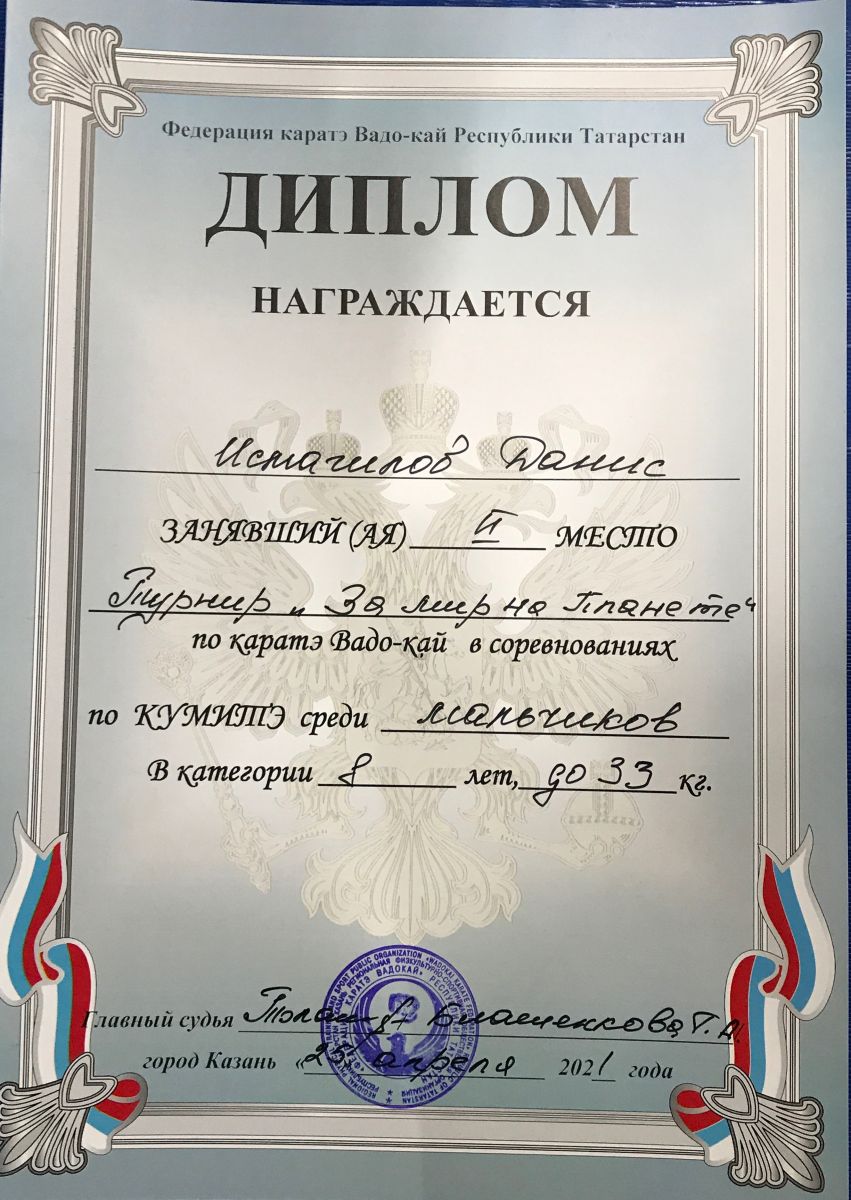 Федерация каратэ Вадо-кай Республики Татарстан
ДИПЛОМ
НАГРАЖДАЕТСЯ
Исмагилов Данис
ЗАНЯВШИЙ (АЯ) II МЕСТО
Турнир "За мир на Планете"
по каратэ Вадо-кай в соревнованиях
по КУМИТЭ среди мальчиков
В категории 8 лет, до 33 кг.
Главный судья Т.А.
город Казань «25» апреля 2021 года